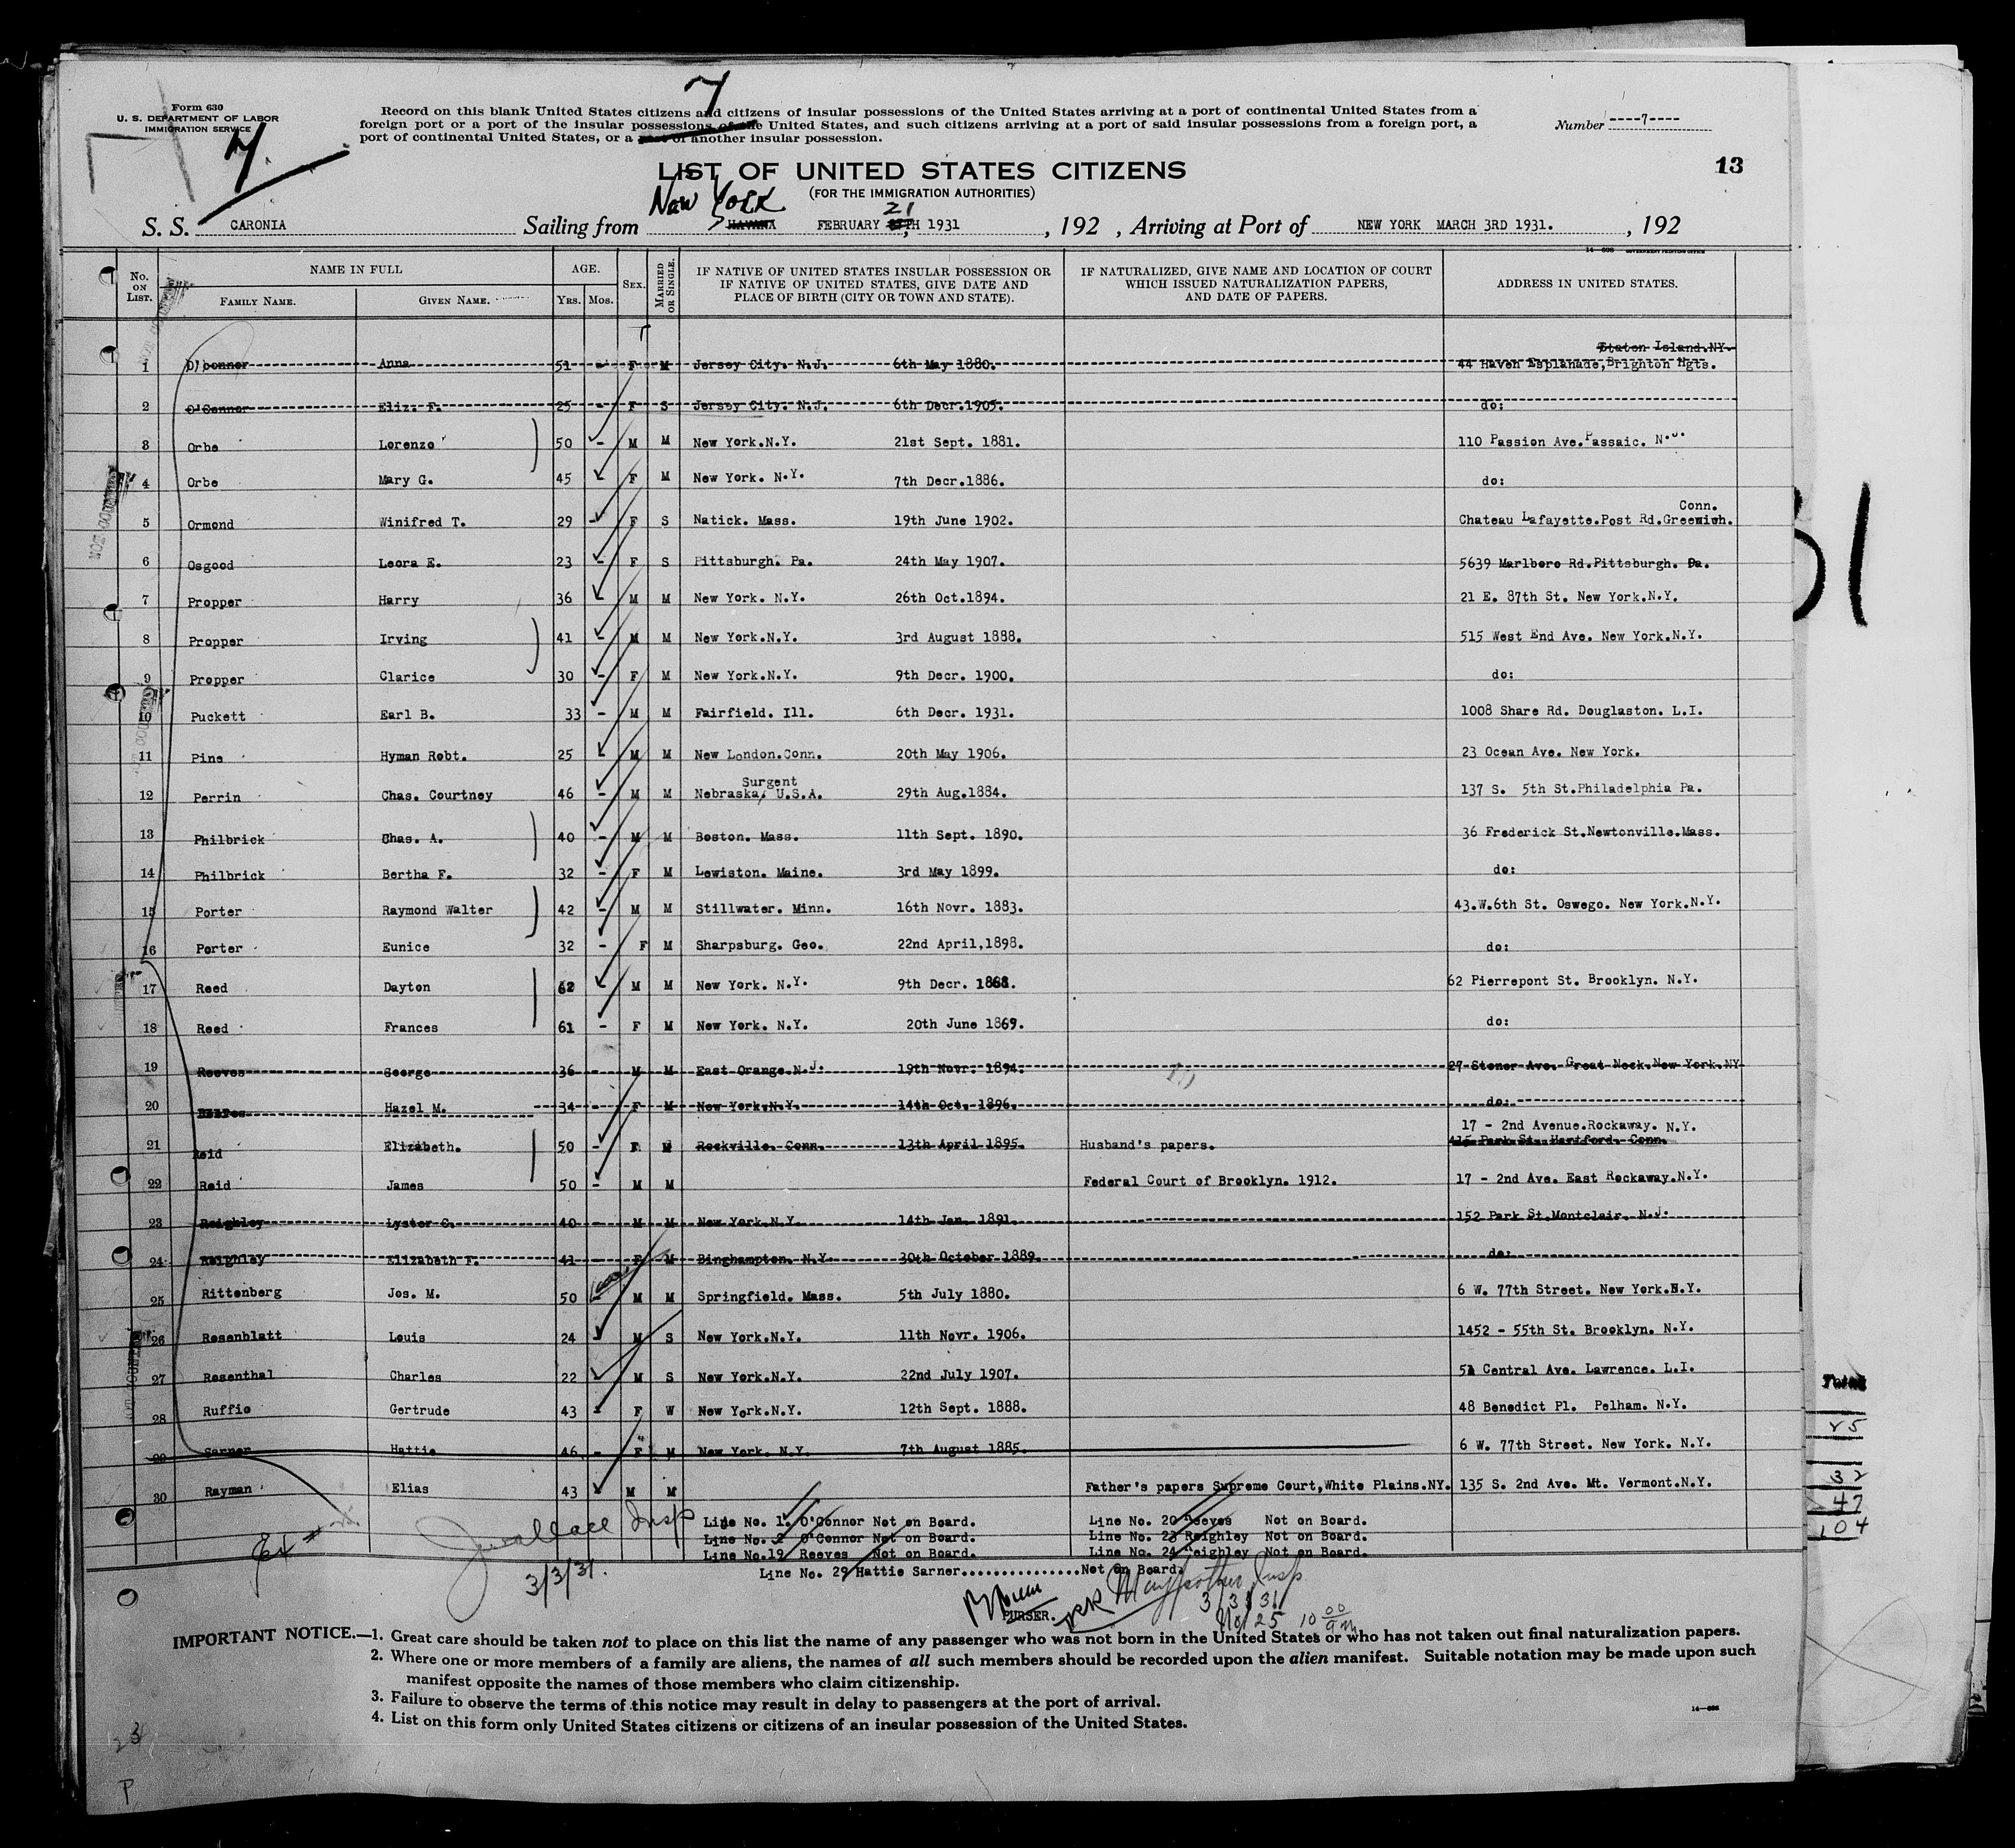 Form 630
U. S. DEPARTMENT OF LABOR
IMMIGRATION SERVICE
7
7
Record on this blank United States citizens and citizens of insular possessions of the United States arriving at a port of continental United States from a
foreign port or a port of the insular possessions of the United States, and such citizens arriving at a port of said insular possessions from a foreign port, a
port of continental United States, or a port of another insular possession.
Number ----7----
13
LIST OF UNITED STATES CITIZENS
(FOR THE IMMIGRATION AUTHORITIES)
New York 21
S. S. CARONIA Sailing from HAVANA FEBRUARY TH 1931 , 192 , Arriving at Port of NEW YORK MARCH 3RD 1931. , 192
No. ON LIST. NAME IN FULL FAMILY NAME. GIVEN NAME. AGE. YRS. MOS. SEX. MARRIED OR SINGLE. IF NATIVE OF UNITED STATES INSULAR POSSESSION OR IF NATIVE OF UNITED STATES, GIVE DATE AND PLACE OF BIRTH (CITY OR TOWN AND STATE). IF NATURALIZED, GIVE NAME AND LOCATION OF COURT WHICH ISSUED NATURALIZATION PAPERS, AND DATE OF PAPERS. ADDRESS IN UNITED STATES.
Staten Island.NY.
1 O'Connor Anna 51 F M Jersey City. N.J. 6th May 1880. 44 Haven Esplanade,Brighton Hgts.
2 O'Connor Eliz. F. 25 - F S Jersey City. N.J. 6th Decr.1905. do:
3 Orbe Lorenzo 50 - M M New York.N.Y. 21st Sept. 1881. 110 Passion Ave.Passaic. N.J.
4 Orbe Mary G. 45 F M New York. N.Y. 7th Decr.1886. do:
Conn.
5 Ormond Winifred T. 29 - F S Natick. Mass. 19th June 1902. Chateau Lafayette.Post Rd.Greewich.
6 Osgood Leora E. 23 - F S Pittsburgh. Pa. 24th May 1907. 5639 Marlboro Rd.Pittsburgh. Pa.
7 Propper Harry 36 M M New York. N.Y. 26th Oct.1894. 21 E. 87th St. New York.N.Y.
8 Propper Irving 41 - M M New York.N.Y. 3rd August 1888. 515 West End Ave. New York.N.Y.
9 Propper Clarice 30 - F M New York.N.Y. 9th Decr. 1900. do:
10 Puckett Earl B. 33 - M M Fairfield. Ill. 6th Decr. 1931. 1008 Share Rd. Douglaston. L.I.
11 Pine Hyman Robt. 25 M M New London.Conn. 20th May 1906. 23 Ocean Ave. New York.
Surgent
12 Perrin Chas. Courtney 46 - M M Nebraska, U.S.A. 29th Aug.1884. 137 S. 5th St.Philadelphia Pa.
13 Philbrick Chas. A. 40 - M M Boston. Mass. 11th Sept. 1890. 36 Frederick St.Newtonville.Mass.
14 Philbrick Bertha F. 32 - F M Lewiston. Maine. 3rd May 1899. do:
15 Porter Raymond Walter 42 - M M Stillwater. Minn. 16th Novr. 1883. 43.W.6th St. Oswego. New York.N.Y.
16 Porter Eunice 32 - F M Sharpsburg. Geo. 22nd April,1898. do:
17 Reed Dayton 62 M M New York. N.Y. 9th Decr. 1868. 62 Pierrepont St. Brooklyn. N.Y.
18 Reed Frances 61 - F M New York. N.Y. 20th June 1869. do:
19 Reeves George 36 - M M East Orange.N.J. 19th Novr. 1894. 27 Stoner Ave. Great Neck.New York.NY
20 Reeves Hazel M. 34 - F M New York.N.Y. 14th Oct. 1896. do:
17 - 2nd Avenue.Rockaway. N.Y.
21 Reid Elizabeth. 50 - F M Rockville. Conn. 13th April 1895. Husband's papers. 415 Park St. Hartford. Conn.
22 Reid James 50 - M M Federal Court of Brooklyn. 1912. 17 - 2nd Ave. East Rockaway.N.Y.
23 Reighley Lyster C. 40 - M M New York.N.Y. 14th Jan. 1891. 152 Park St.Montclair. N.J.
24 Reighley Elizabeth F. 41 - F M Binghampton. N.Y. 30th October 1889. do:
25 Rittenberg Jos. M. 50 - M M Springfield. Mass. 5th July 1880. 6 W. 77th Street. New York.N.Y.
26 Rosenblatt Louis 24 M S New York.N.Y. 11th Novr. 1906. 1452 - 55th St. Brooklyn. N.Y.
27 Rosenthal Charles 22 M S New York.N.Y. 22nd July 1907. 51 Central Ave. Lawrence. L.I.
28 Ruffio Gertrude 43 - F W New York.N.Y. 12th Sept. 1888. 48 Benedict Pl. Pelham. N.Y.
29 Sarner Hattie 46 - F M New York. N.Y. 7th August 1885. 6 W. 77th Street. New York. N.Y.
30 Rayman Elias 43 M M Father's papers Supreme Court,White Plains.NY. 135 S. 2nd Ave. Mt. Vermont.N.Y.
J Wallace Insp
3/3/31.
Line No. 1. O'Connor Not on Board. Line No. 20 Reeves Not on Board.
Line No. 2 O'Connor Not on Board. Line No. 23 Reighley Not on Board.
Line No.19 Reeves Not on Board. Line No. 24 Reighley Not on Board.
Line No. 29 Hattie Sarner...............Not on Board.
PURSER.
Insp
3/3/31
No 25 10 00 am
IMPORTANT NOTICE.—1. Great care should be taken not to place on this list the name of any passenger who was not born in the United States or who has not taken out final naturalization papers.
2. Where one or more members of a family are aliens, the names of all such members should be recorded upon the alien manifest. Suitable notation may be made upon such
manifest opposite the names of those members who claim citizenship.
3. Failure to observe the terms of this notice may result in delay to passengers at the port of arrival.
4. List on this form only United States citizens or citizens of an insular possession of the United States.
Total
25
32
47
104